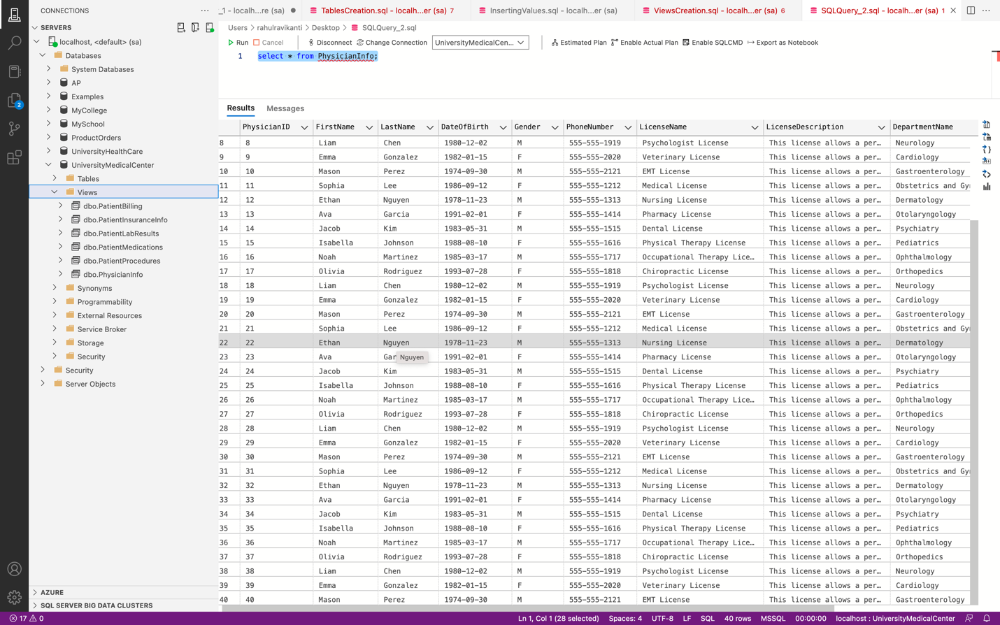 CONNECTIONS
SERVERS
localhost, <default> (sa)
Databases
System Databases
AP
Examples
MyCollege
MySchool
ProductOrders
UniversityHealthCare
UniversityMedicalCenter
Tables
Views
dbo.PatientBilling
dbo.PatientInsuranceInfo
dbo.PatientLabResults
dbo.PatientMedications
dbo.PatientProcedures
dbo.PhysicianInfo
Synonyms
Programmability
External Resources
Service Broker
Storage
Security
Security
Server Objects
AZURE
SQL SERVER BIG DATA CLUSTERS
2
_1 - localh...re (sa)
TablesCreation.sql - localh...er (sa) 7
InsertingValues.sql - localh...er (sa)
ViewsCreation.sql - localh...er (sa) 6
SQLQuery_2.sql - localh...er (sa) 1
Users > rahulravikanti > Desktop > SQLQuery_2.sql
Run Cancel Disconnect Change Connection UniversityMedicalCen... Estimated Plan Enable Actual Plan Enable SQLCMD Export as Notebook
1 select * from PhysicianInfo;
Results Messages
PhysicianID FirstName LastName DateOfBirth Gender PhoneNumber LicenseName LicenseDescription DepartmentName
8 8 Liam Chen 1980-12-02 M 555-555-1919 Psychologist License This license allows a per… Neurology
9 9 Emma Gonzalez 1982-01-15 F 555-555-2020 Veterinary License This license allows a per… Cardiology
10 10 Mason Perez 1974-09-30 M 555-555-2121 EMT License This license allows a per… Gastroenterology
11 11 Sophia Lee 1986-09-12 F 555-555-1212 Medical License This license allows a per… Obstetrics and Gy
12 12 Ethan Nguyen 1978-11-23 M 555-555-1313 Nursing License This license allows a per… Dermatology
13 13 Ava Garcia 1991-02-01 F 555-555-1414 Pharmacy License This license allows a per… Otolaryngology
14 14 Jacob Kim 1983-05-31 M 555-555-1515 Dental License This license allows a per… Psychiatry
15 15 Isabella Johnson 1988-08-10 F 555-555-1616 Physical Therapy License This license allows a per… Pediatrics
16 16 Noah Martinez 1985-03-17 M 555-555-1717 Occupational Therapy Lice… This license allows a per… Ophthalmology
17 17 Olivia Rodriguez 1993-07-28 F 555-555-1818 Chiropractic License This license allows a per… Orthopedics
18 18 Liam Chen 1980-12-02 M 555-555-1919 Psychologist License This license allows a per… Neurology
19 19 Emma Gonzalez 1982-01-15 F 555-555-2020 Veterinary License This license allows a per… Cardiology
20 20 Mason Perez 1974-09-30 M 555-555-2121 EMT License This license allows a per… Gastroenterology
21 21 Sophia Lee 1986-09-12 F 555-555-1212 Medical License This license allows a per… Obstetrics and Gy
22 22 Ethan Nguyen 1978-11-23 M 555-555-1313 Nursing License This license allows a per… Dermatology
23 23 Ava Gar 1991-02-01 F 555-555-1414 Pharmacy License This license allows a per… Otolaryngology
Nguyen
24 24 Jacob Kim 1983-05-31 M 555-555-1515 Dental License This license allows a per… Psychiatry
25 25 Isabella Johnson 1988-08-10 F 555-555-1616 Physical Therapy License This license allows a per… Pediatrics
26 26 Noah Martinez 1985-03-17 M 555-555-1717 Occupational Therapy Lice… This license allows a per… Ophthalmology
27 27 Olivia Rodriguez 1993-07-28 F 555-555-1818 Chiropractic License This license allows a per… Orthopedics
28 28 Liam Chen 1980-12-02 M 555-555-1919 Psychologist License This license allows a per… Neurology
29 29 Emma Gonzalez 1982-01-15 F 555-555-2020 Veterinary License This license allows a per… Cardiology
30 30 Mason Perez 1974-09-30 M 555-555-2121 EMT License This license allows a per… Gastroenterology
31 31 Sophia Lee 1986-09-12 F 555-555-1212 Medical License This license allows a per… Obstetrics and Gy
32 32 Ethan Nguyen 1978-11-23 M 555-555-1313 Nursing License This license allows a per… Dermatology
33 33 Ava Garcia 1991-02-01 F 555-555-1414 Pharmacy License This license allows a per… Otolaryngology
34 34 Jacob Kim 1983-05-31 M 555-555-1515 Dental License This license allows a per… Psychiatry
35 35 Isabella Johnson 1988-08-10 F 555-555-1616 Physical Therapy License This license allows a per… Pediatrics
36 36 Noah Martinez 1985-03-17 M 555-555-1717 Occupational Therapy Lice… This license allows a per… Ophthalmology
37 37 Olivia Rodriguez 1993-07-28 F 555-555-1818 Chiropractic License This license allows a per… Orthopedics
38 38 Liam Chen 1980-12-02 M 555-555-1919 Psychologist License This license allows a per… Neurology
39 39 Emma Gonzalez 1982-01-15 F 555-555-2020 Veterinary License This license allows a per… Cardiology
40 40 Mason Perez 1974-09-30 M 555-555-2121 EMT License This license allows a per… Gastroenterology
17 0 Ln 1, Col 1 (28 selected) Spaces: 4 UTF-8 LF SQL 40 rows MSSQL 00:00:00 localhost : UniversityMedicalCenter